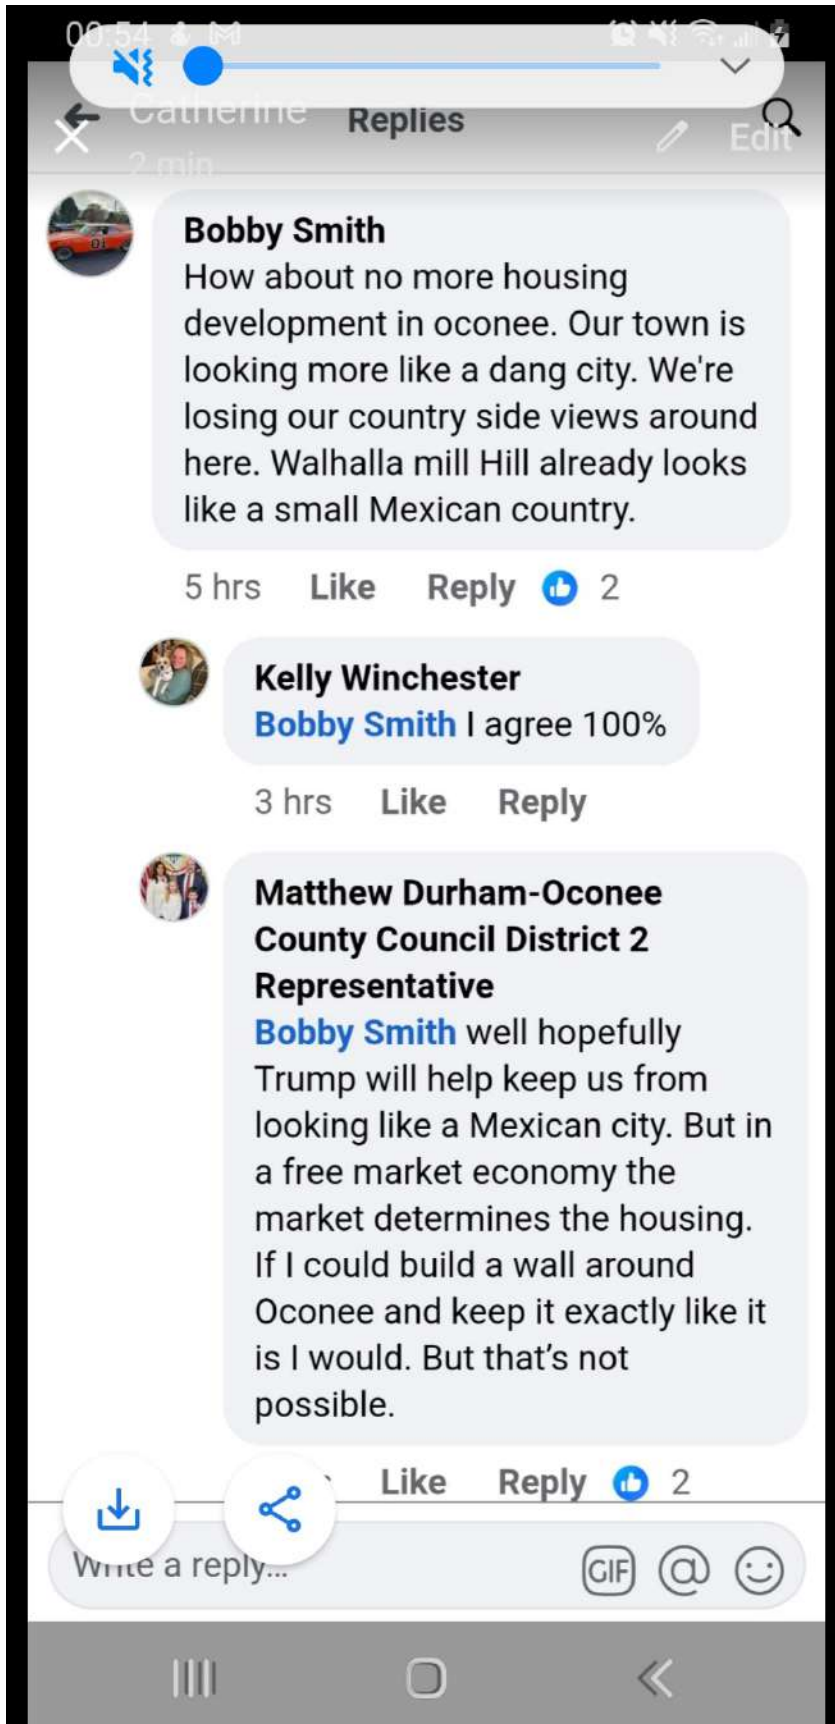 00:54
Catherine
Replies
Edit
2 min
Bobby Smith
How about no more housing
development in oconee. Our town is
looking more like a dang city. We're
losing our country side views around
here. Walhalla mill Hill already looks
like a small Mexican country.
5 hrs Like Reply 2
Kelly Winchester
Bobby Smith I agree 100%
3 hrs Like Reply
Matthew Durham-Oconee
County Council District 2
Representative
Bobby Smith well hopefully
Trump will help keep us from
looking like a Mexican city. But in
a free market economy the
market determines the housing.
If I could build a wall around
Oconee and keep it exactly like it
is I would. But that's not
possible.
Like Reply 2
Write a reply...
GIF